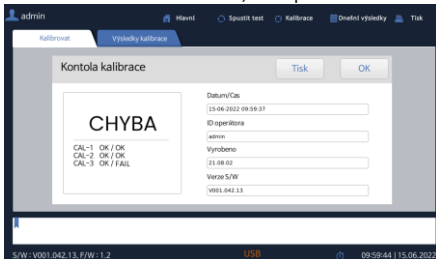 admin
Hlavní
Spustit test
Kalibrace
Dnešní výsledky
Tisk
Kalibrovat
Výsledky kalibrace
Kontola kalibrace
Tisk
OK
CHYBA
CAL-1 OK / OK
CAL-2 OK / OK
CAL-3 OK / FAIL
Datum/Cas
15-06-2022 09:59:37
ID operátora
admin
Vyrobeno
21.08.02
Verze S/W
V001.042.13
S/W : V001.042.13, F/W : 1.2
USB
09:59:44 | 15.06.2022